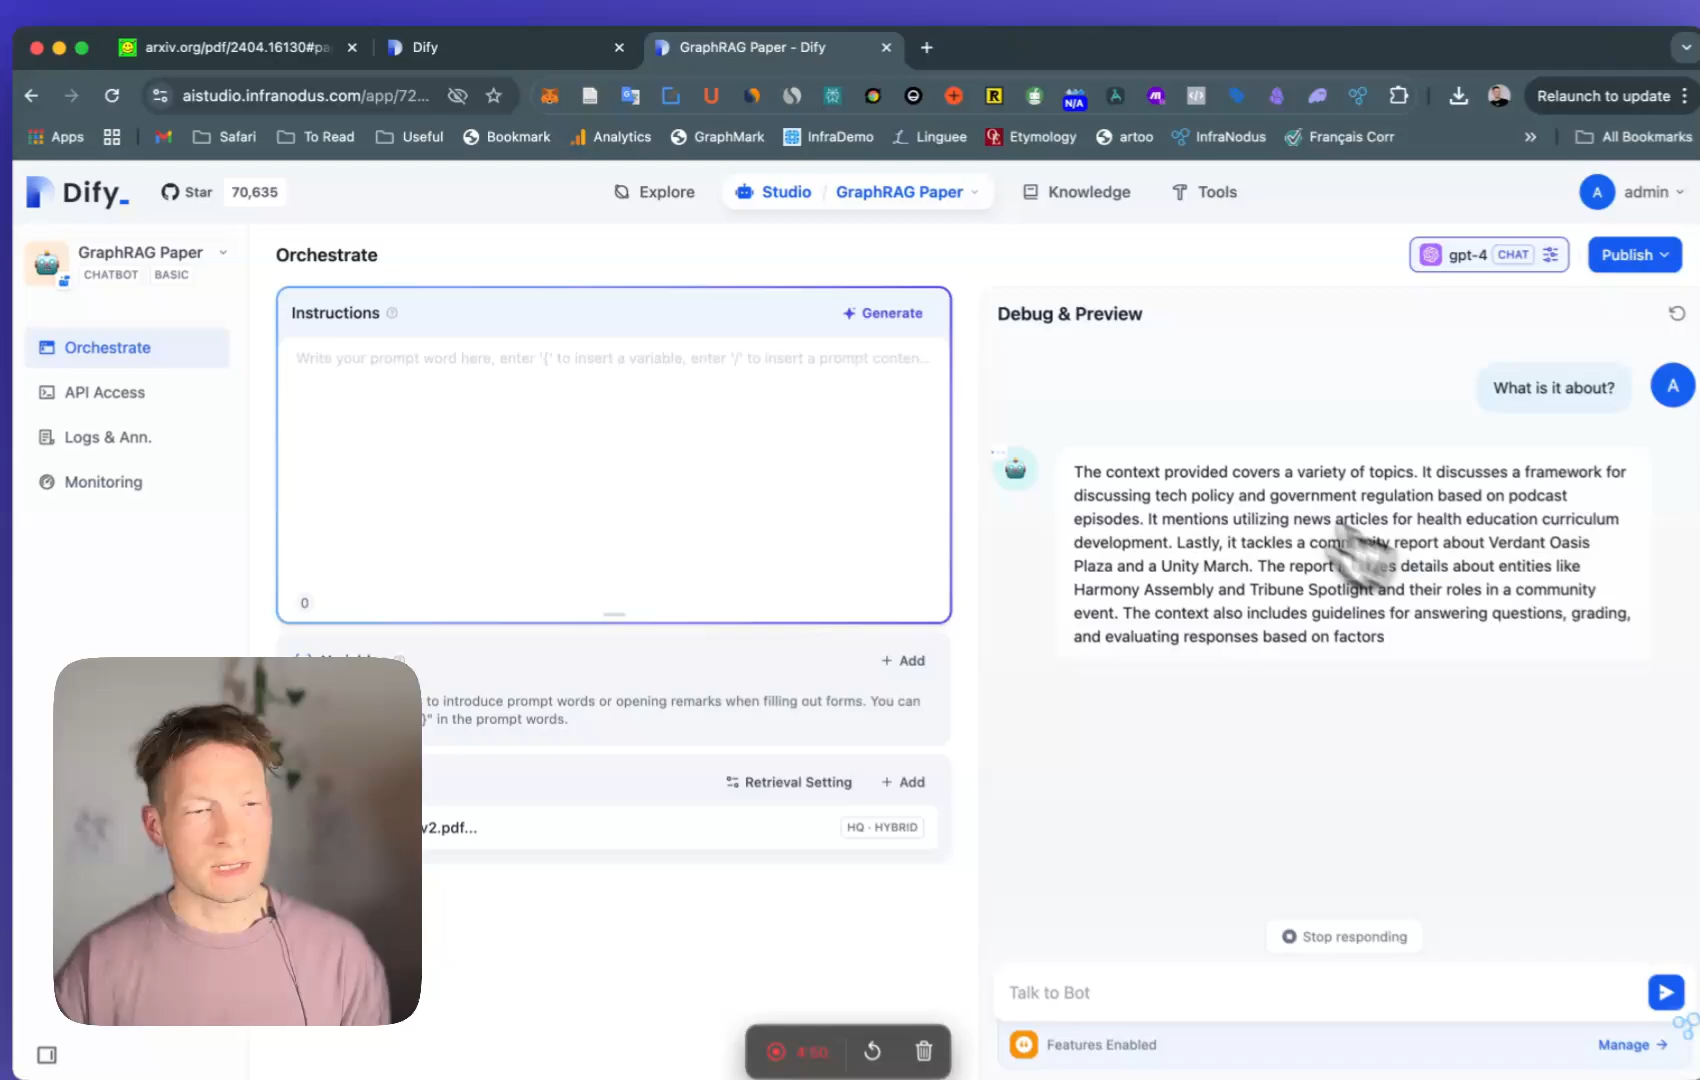 arxiv.org/pdf/2404.16130#pa
Dify
GraphRAG Paper - Dify
aistudio.infranodus.com/app/72...
N/A
Relaunch to update
Apps
Safari
To Read
Useful
Bookmark
Analytics
GraphMark
InfraDemo
Linguee
Etymology
artoo
InfraNodus
Français Corr
All Bookmarks
Dify_
Star
70,635
Explore
Studio / GraphRAG Paper
Knowledge
Tools
A
admin
GraphRAG Paper
CHATBOT
BASIC
Orchestrate
API Access
Logs & Ann.
Monitoring
Orchestrate
gpt-4
CHAT
Publish
Instructions
Generate
Write your prompt word here, enter '{' to insert a variable, enter '/' to insert a prompt conten...
0
+ Add
to introduce prompt words or opening remarks when filling out forms. You can
}" in the prompt words.
Retrieval Setting
+ Add
v2.pdf...
HQ · HYBRID
Debug & Preview
What is it about?
A
The context provided covers a variety of topics. It discusses a framework for
discussing tech policy and government regulation based on podcast
episodes. It mentions utilizing news articles for health education curriculum
development. Lastly, it tackles a community report about Verdant Oasis
Plaza and a Unity March. The report details about entities like
Harmony Assembly and Tribune Spotlight and their roles in a community
event. The context also includes guidelines for answering questions, grading,
and evaluating responses based on factors
Stop responding
Talk to Bot
Features Enabled
Manage →
4:50